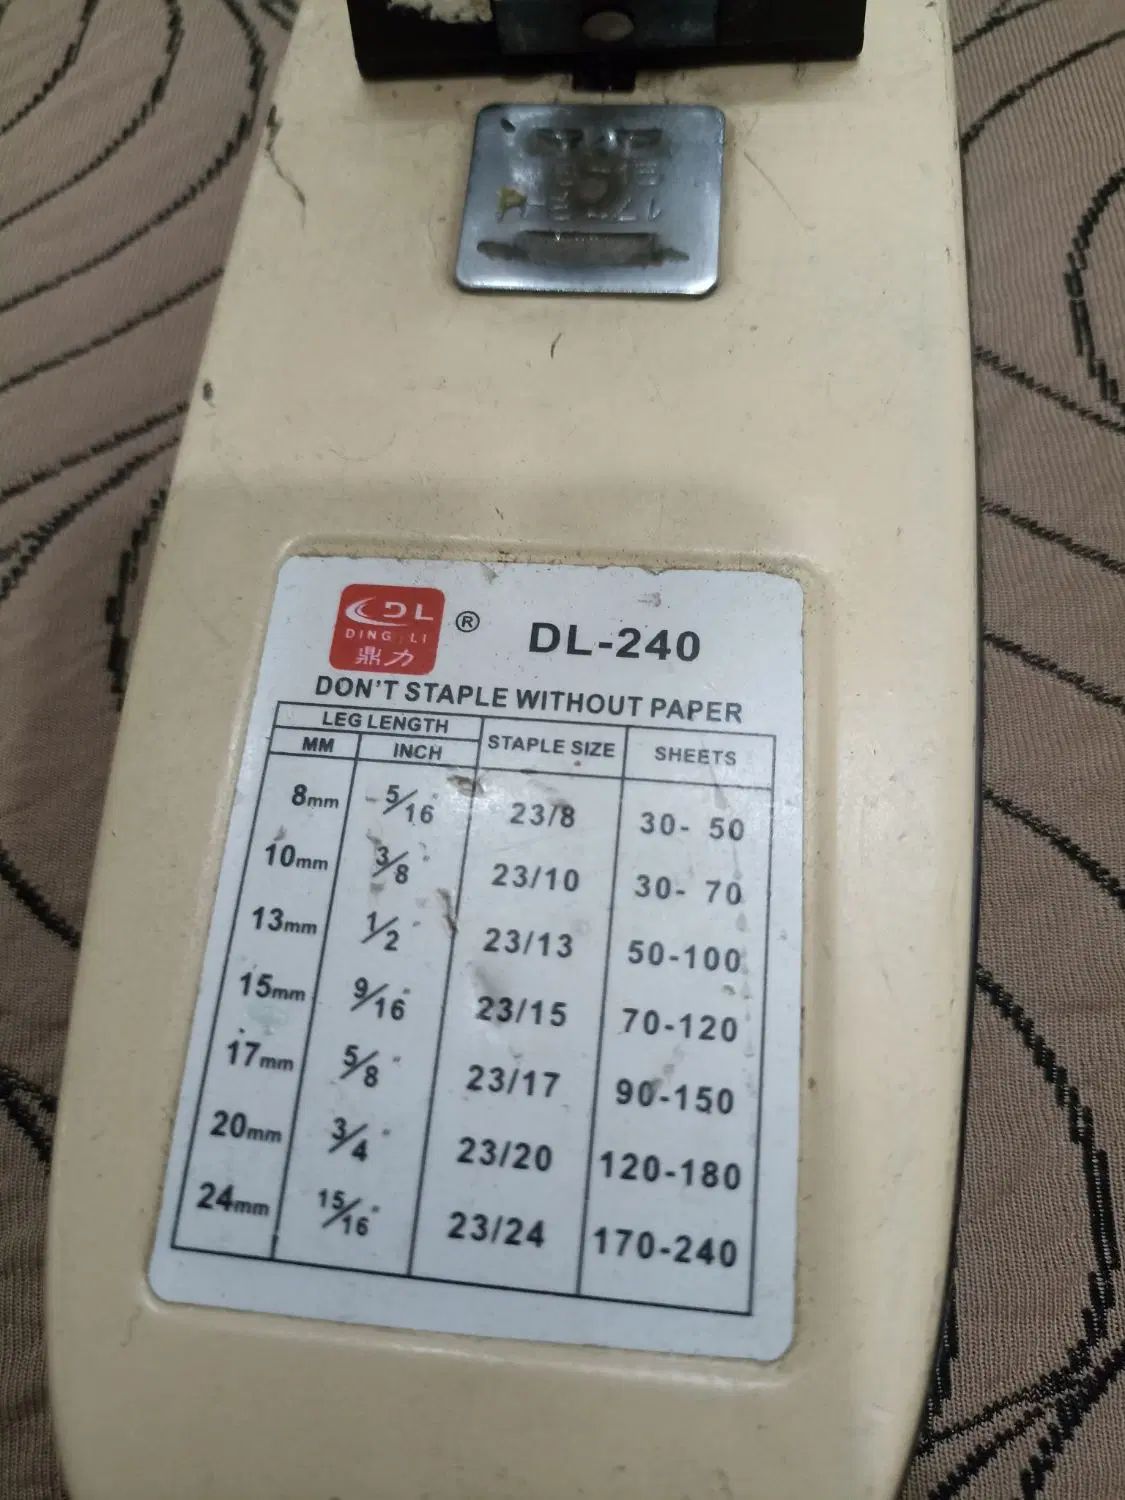 DL
DING LI
鼎力
®
DL-240
DON'T STAPLE WITHOUT PAPER
LEG LENGTH STAPLE SIZE SHEETS
MM INCH
8mm 5/16" 23/8 30- 50
10mm 3/8" 23/10 30- 70
13mm 1/2" 23/13 50-100
15mm 9/16" 23/15 70-120
17mm 5/8" 23/17 90-150
20mm 3/4" 23/20 120-180
24mm 15/16" 23/24 170-240